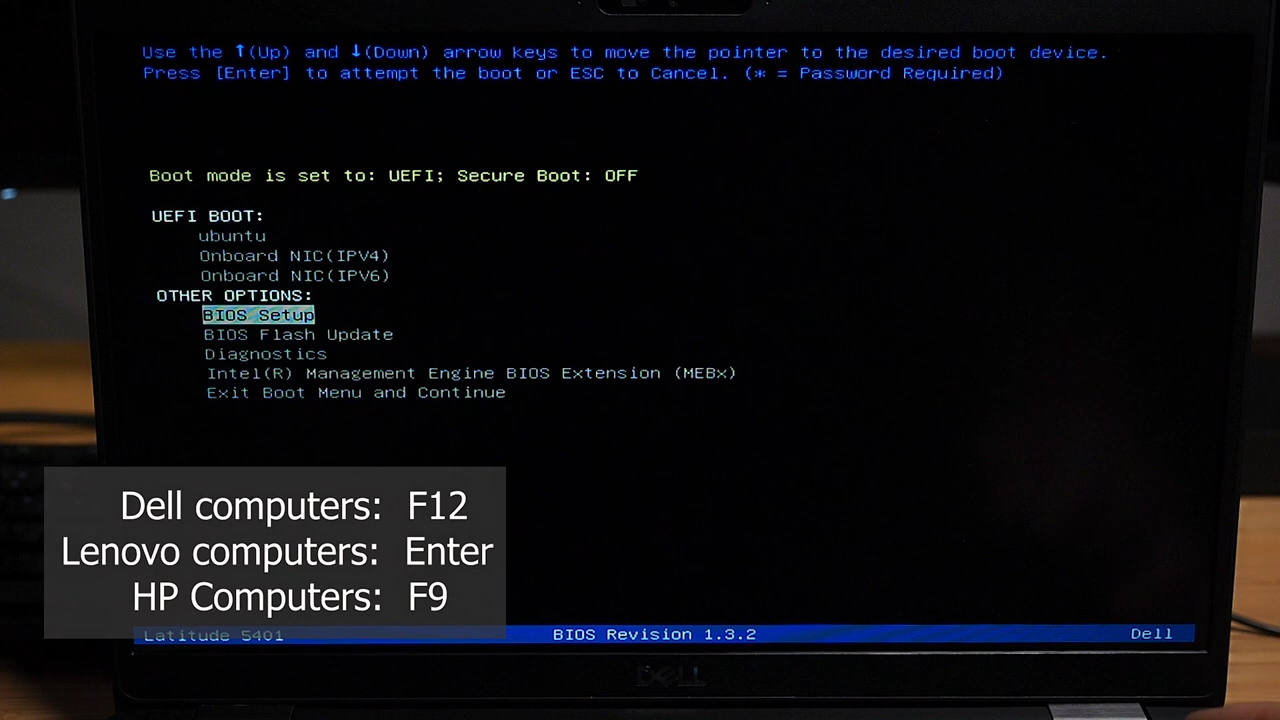 Use the ↑(Up) and ↓(Down) arrow keys to move the pointer to the desired boot device.
Press [Enter] to attempt the boot or ESC to Cancel. (* = Password Required)
Boot mode is set to: UEFI; Secure Boot: OFF
UEFI BOOT:
ubuntu
Onboard NIC(IPV4)
Onboard NIC(IPV6)
OTHER OPTIONS:
BIOS Setup
BIOS Flash Update
Diagnostics
Intel(R) Management Engine BIOS Extension (MEBx)
Exit Boot Menu and Continue
Dell computers: F12
Lenovo computers: Enter
HP Computers: F9
Latitude 5401 BIOS Revision 1.3.2 Dell
DELL